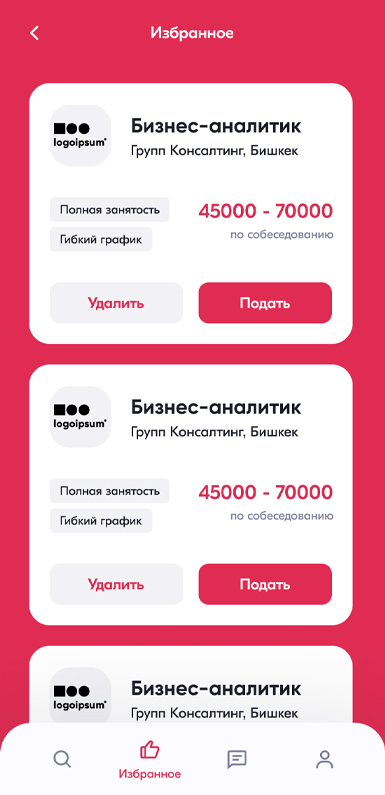 Избранное
logoipsum®
Бизнес-аналитик
Групп Консалтинг, Бишкек
Полная занятость
45000 - 70000
Гибкий график
по собеседованию
Удалить
Подать
logoipsum®
Бизнес-аналитик
Групп Консалтинг, Бишкек
Полная занятость
45000 - 70000
Гибкий график
по собеседованию
Удалить
Подать
logoipsum®
Бизнес-аналитик
Групп Консалтинг, Бишкек
Избранное